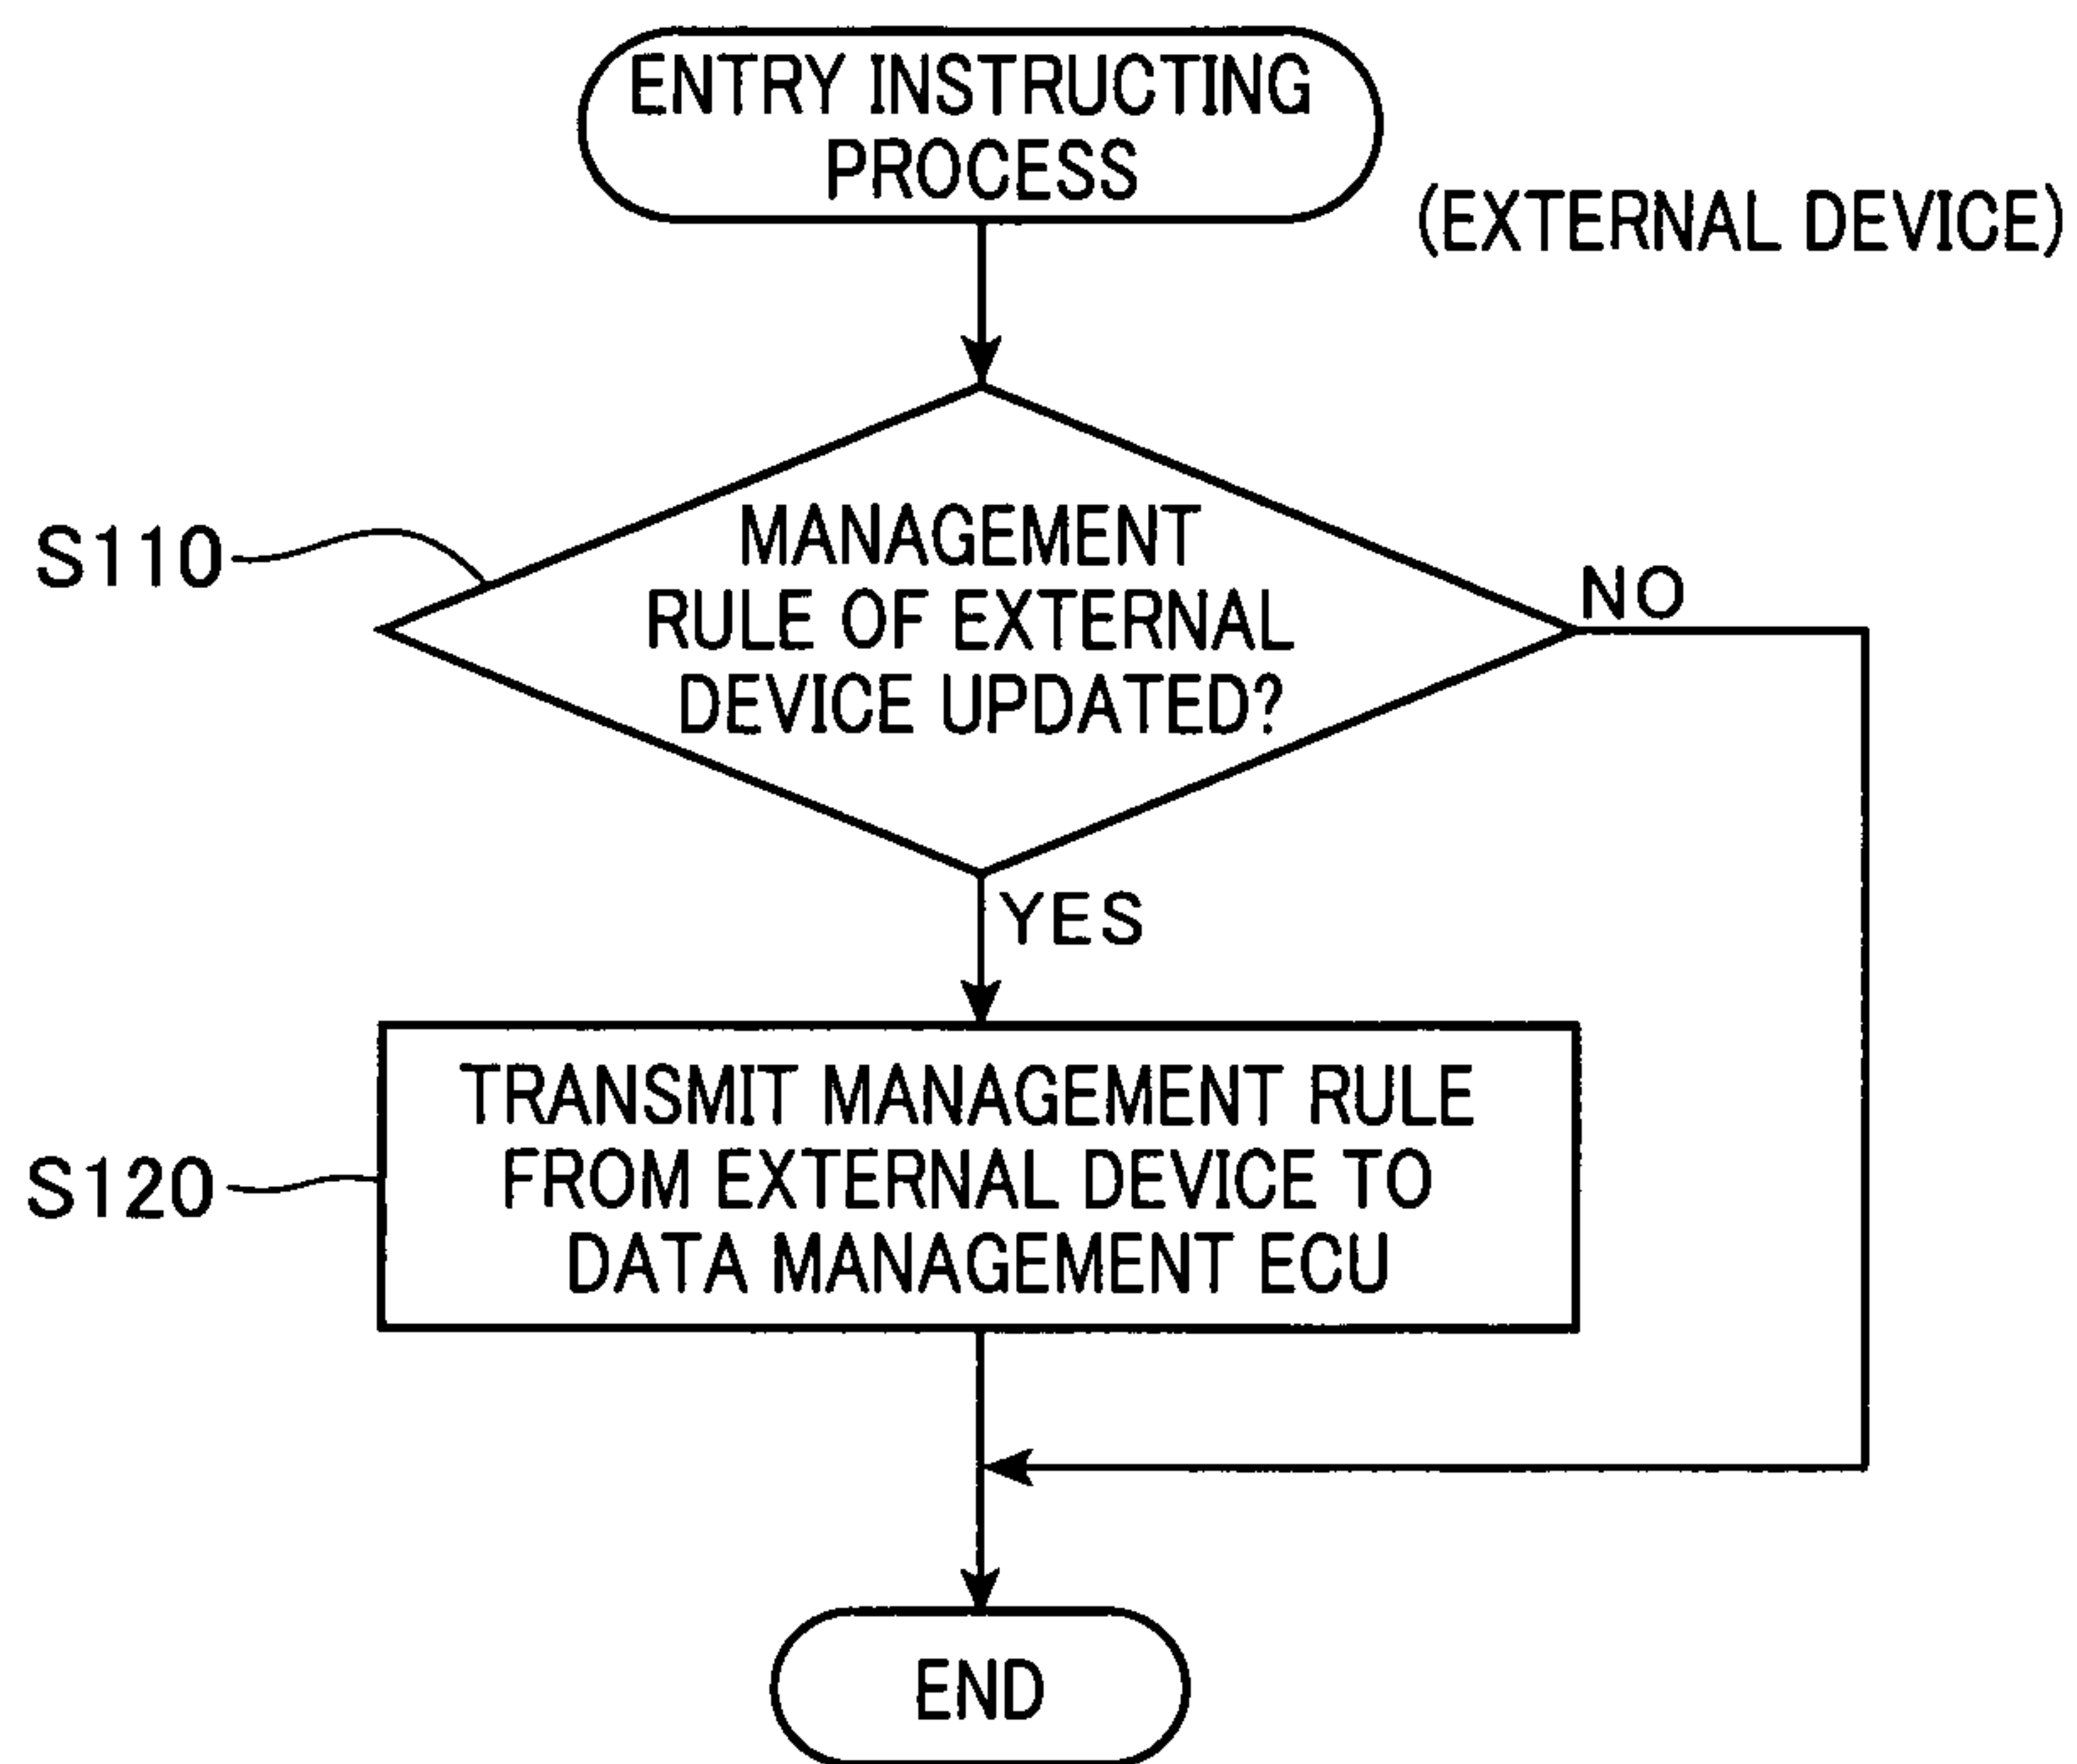 ENTRY INSTRUCTING
PROCESS
(EXTERNAL DEVICE)
S110
MANAGEMENT
RULE OF EXTERNAL
DEVICE UPDATED?
NO
YES
S120
TRANSMIT MANAGEMENT RULE
FROM EXTERNAL DEVICE TO
DATA MANAGEMENT ECU
END